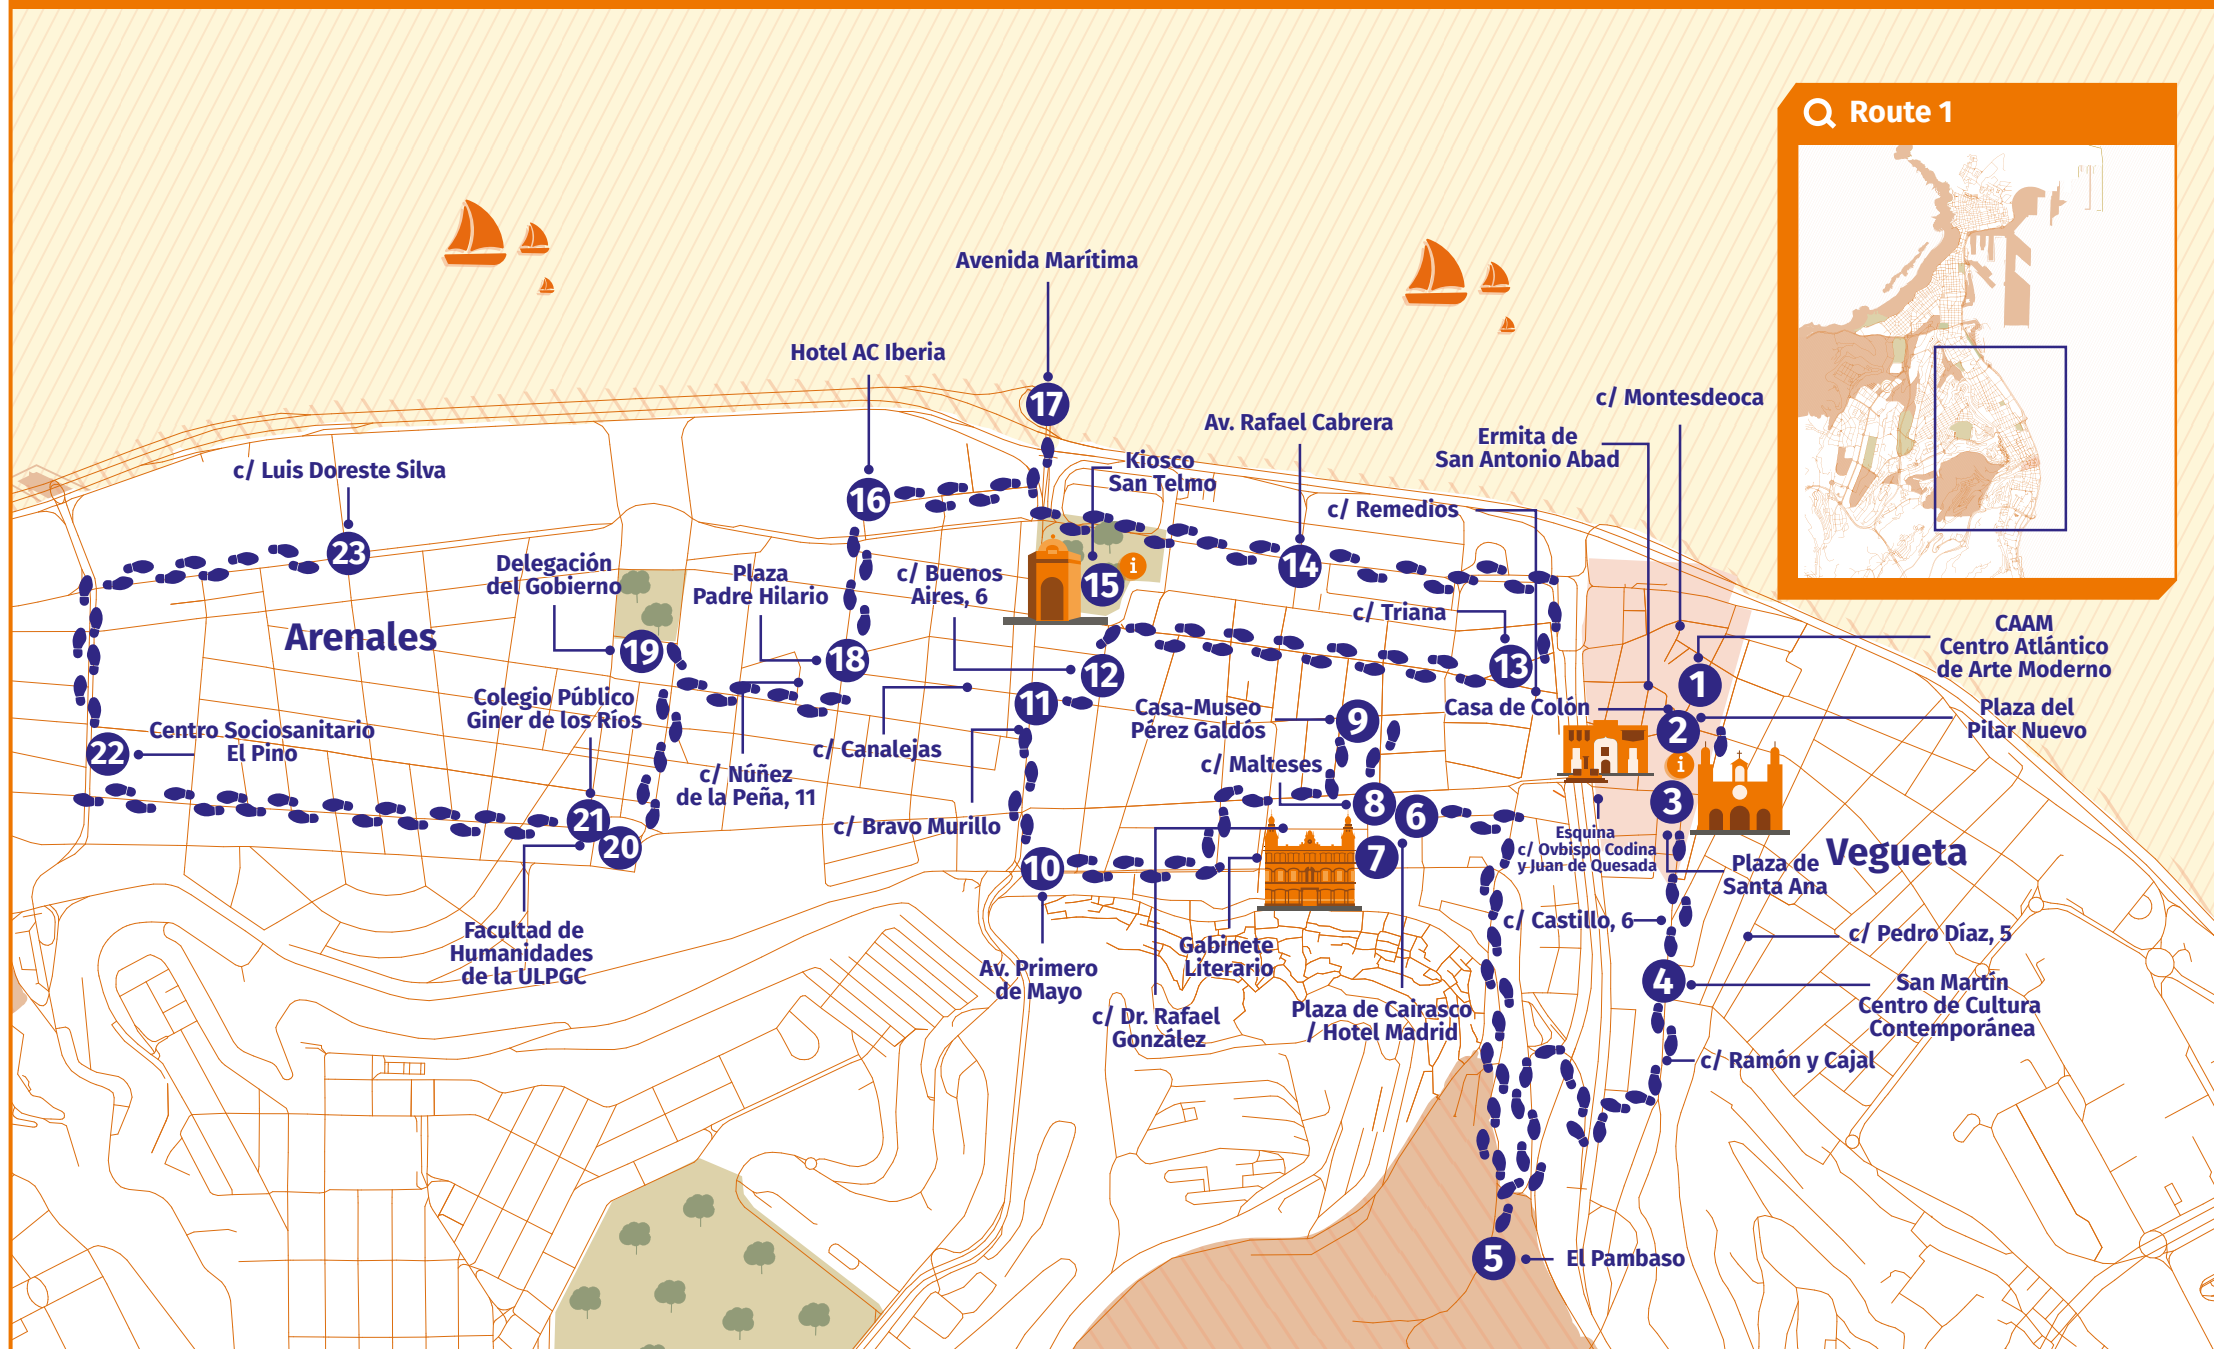 Route 1
Avenida Marítima
Hotel AC Iberia
17
c/ Montesdeoca
Av. Rafael Cabrera
Ermita de
San Antonio Abad
c/ Luis Doreste Silva
Kiosco
San Telmo
16
c/ Remedios
23
14
i
Delegación
del Gobierno
Plaza
Padre Hilario
c/ Buenos
Aires, 6
15
c/ Triana
CAAM
Centro Atlántico
de Arte Moderno
Arenales
19
18
12
13
1
Colegio Público
Giner de los Ríos
11
Casa-Museo
Pérez Galdós
9
Casa de Colón
2
Plaza del
Pilar Nuevo
22
Centro Sociosanitario
El Pino
c/ Canalejas
c/ Malteses
i
c/ Núñez
de la Peña, 11
c/ Bravo Murillo
8
6
3
21
20
7
Esquina
c/ Ovbispo Codina
y Juan de Quesada
Plaza de
Santa Ana
Vegueta
10
c/ Castillo, 6
c/ Pedro Díaz, 5
Facultad de
Humanidades
de la ULPGC
Gabinete
Literario
Av. Primero
de Mayo
4
San Martín
Centro de Cultura
Contemporánea
c/ Dr. Rafael
González
Plaza de Cairasco
/ Hotel Madrid
c/ Ramón y Cajal
5
El Pambaso